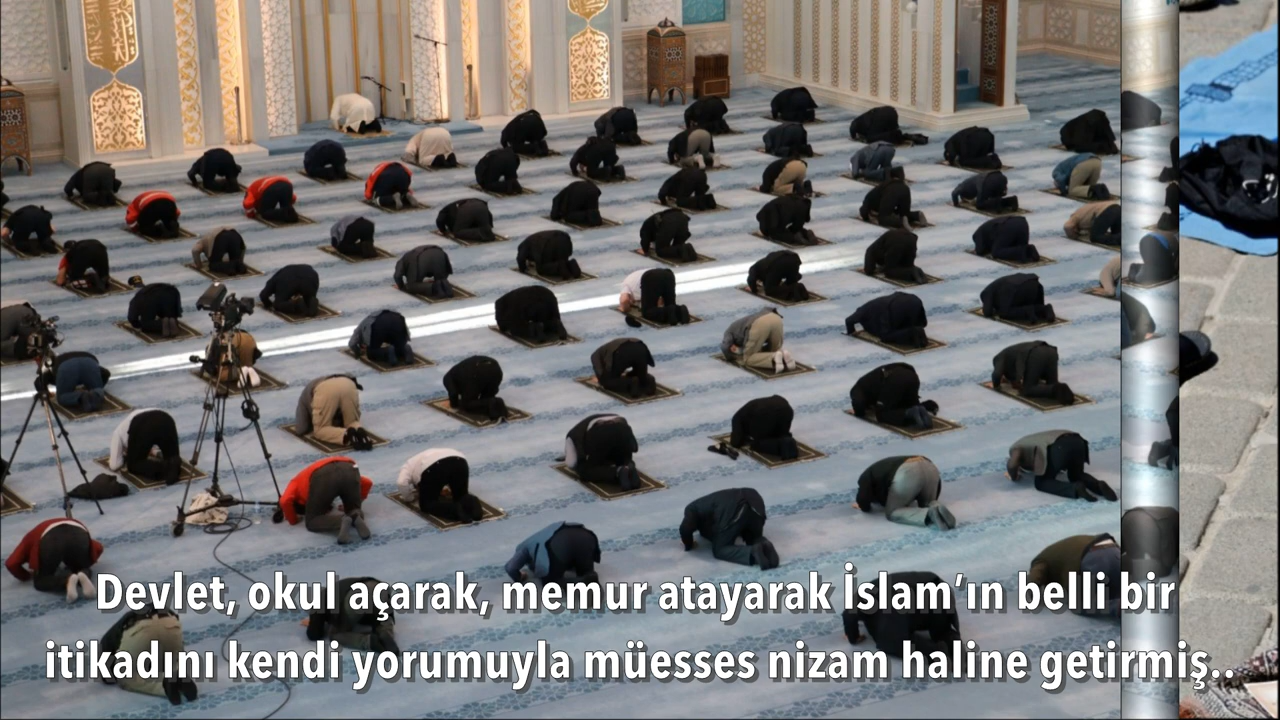 Devlet, okul açarak, memur atayarak İslam’ın belli bir
itikadını kendi yorumuyla müesses nizam haline getirmiş..